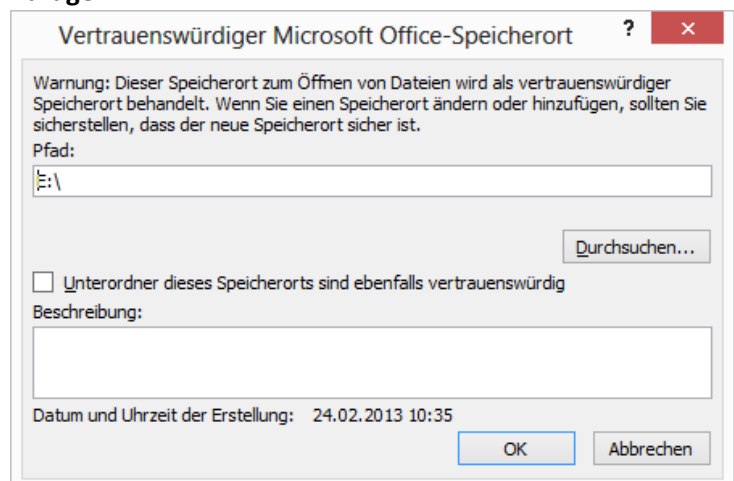 Vertrauenswürdiger Microsoft Office-Speicherort ? ×
Warnung: Dieser Speicherort zum Öffnen von Dateien wird als vertrauenswürdiger
Speicherort behandelt. Wenn Sie einen Speicherort ändern oder hinzufügen, sollten Sie
sicherstellen, dass der neue Speicherort sicher ist.
Pfad:
E:\
Durchsuchen...
Unterordner dieses Speicherorts sind ebenfalls vertrauenswürdig
Beschreibung:
Datum und Uhrzeit der Erstellung: 24.02.2013 10:35
OK Abbrechen